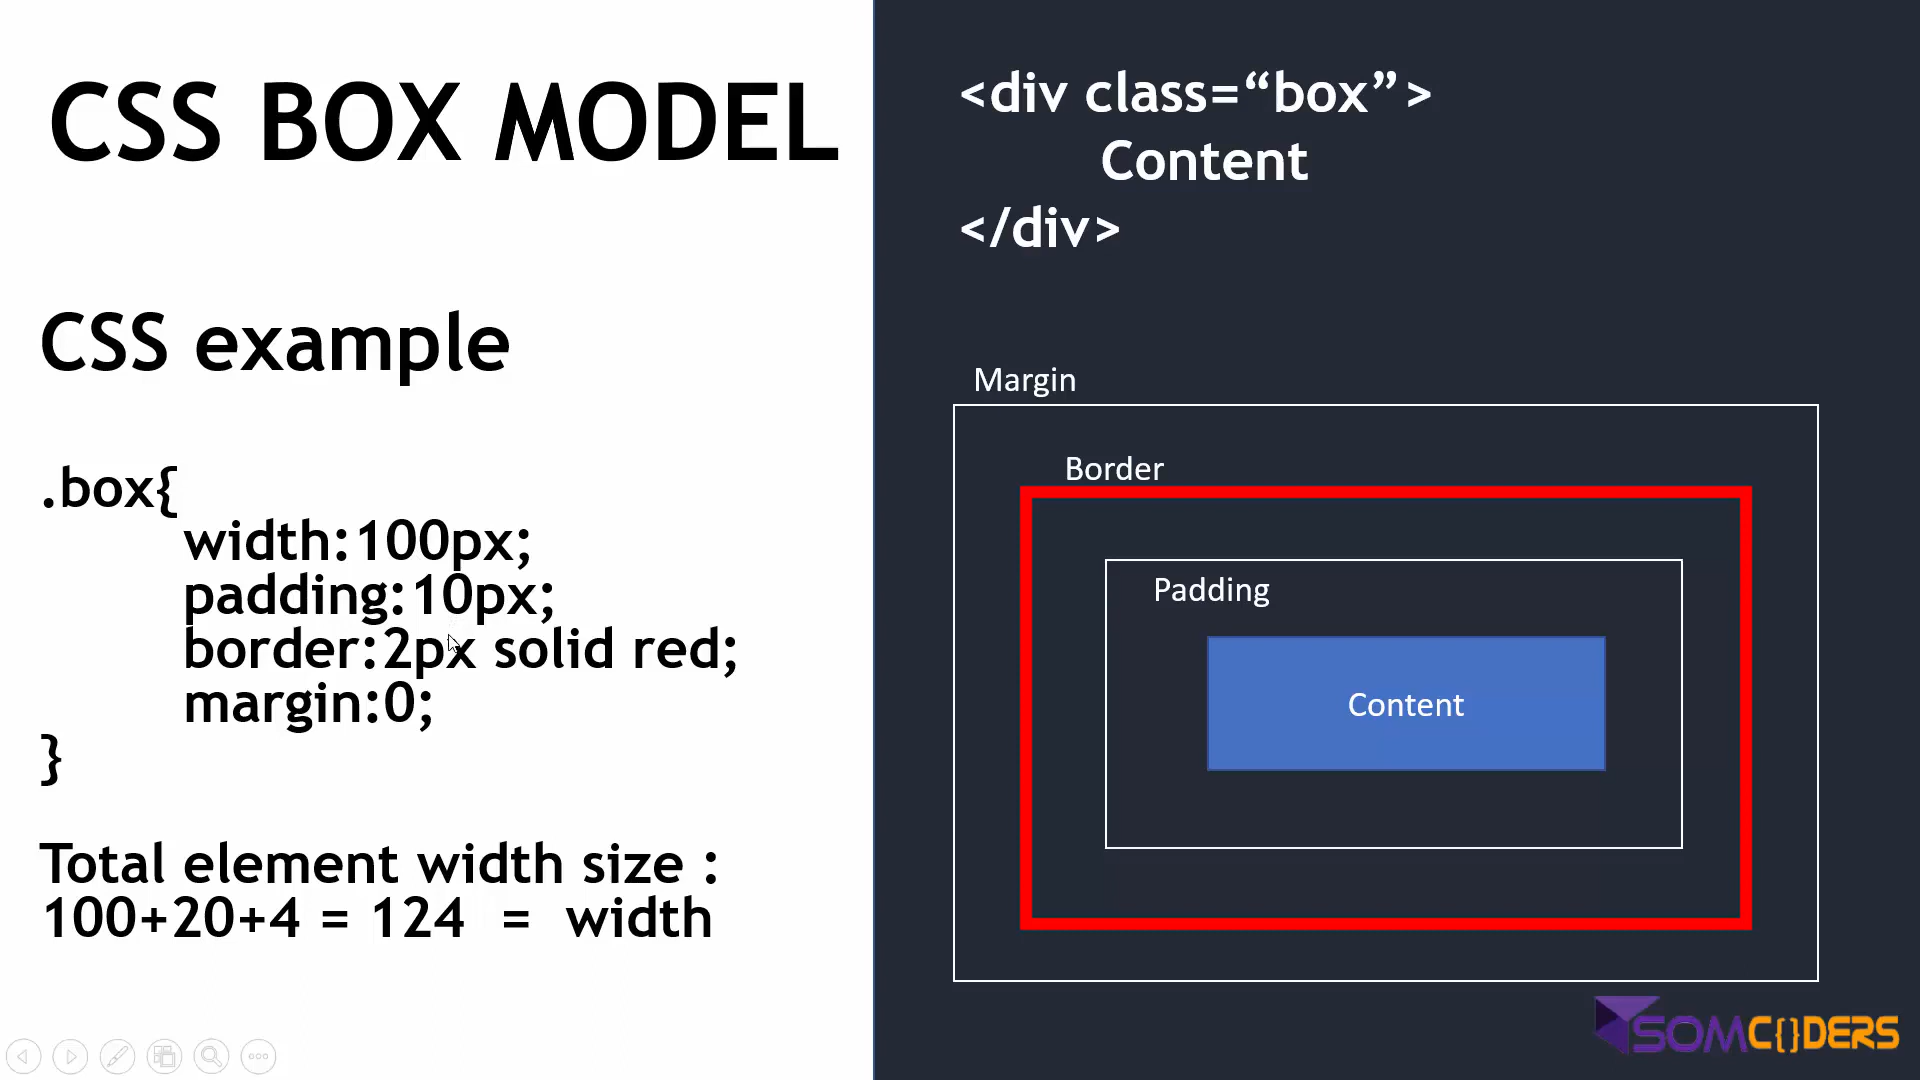 CSS BOX MODEL
CSS example
.box{
width:100px;
padding:10px;
border:2px solid red;
margin:0;
}
Total element width size :
100+20+4 = 124 = width
<div class=“box”>
Content
</div>
Margin
Border
Padding
Content
SOMC{}DERS